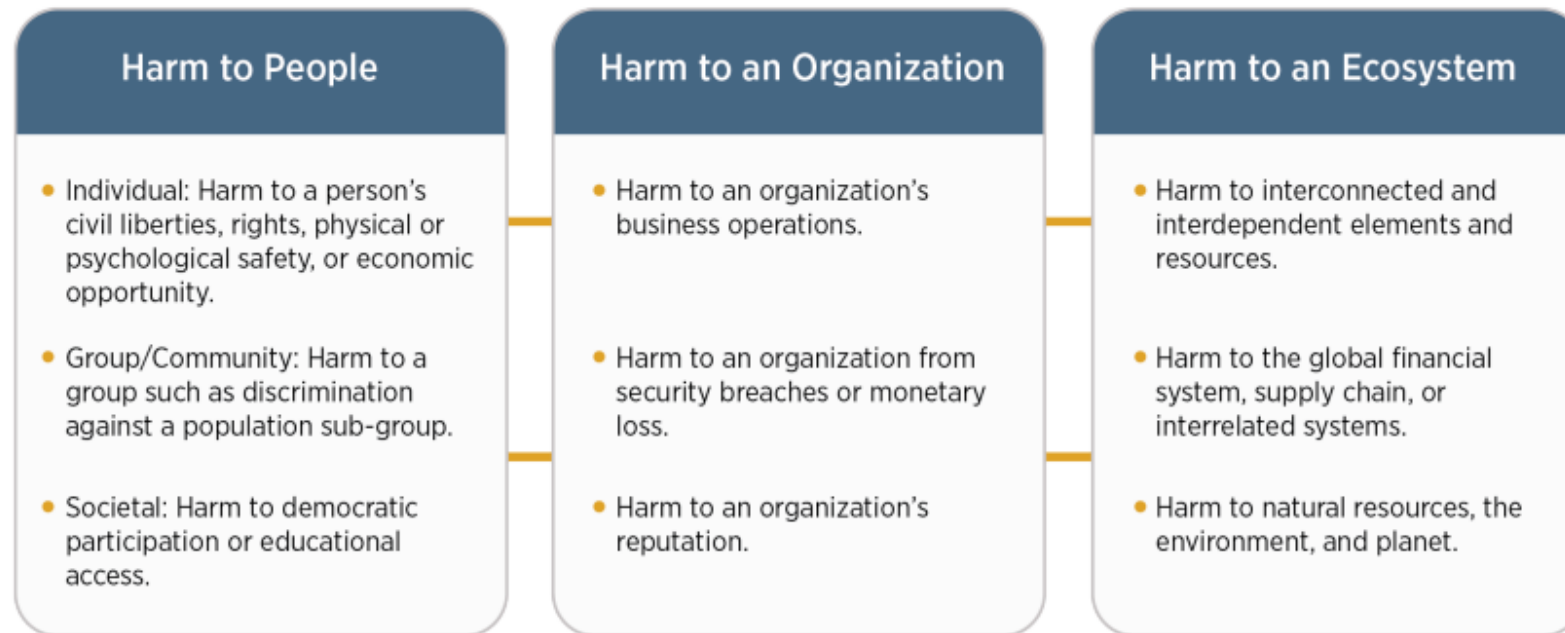 Harm to People
• Individual: Harm to a person’s
civil liberties, rights, physical or
psychological safety, or economic
opportunity.
• Group/Community: Harm to a
group such as discrimination
against a population sub-group.
• Societal: Harm to democratic
participation or educational
access.
Harm to an Organization
• Harm to an organization’s
business operations.
• Harm to an organization from
security breaches or monetary
loss.
• Harm to an organization’s
reputation.
Harm to an Ecosystem
• Harm to interconnected and
interdependent elements and
resources.
• Harm to the global financial
system, supply chain, or
interrelated systems.
• Harm to natural resources, the
environment, and planet.